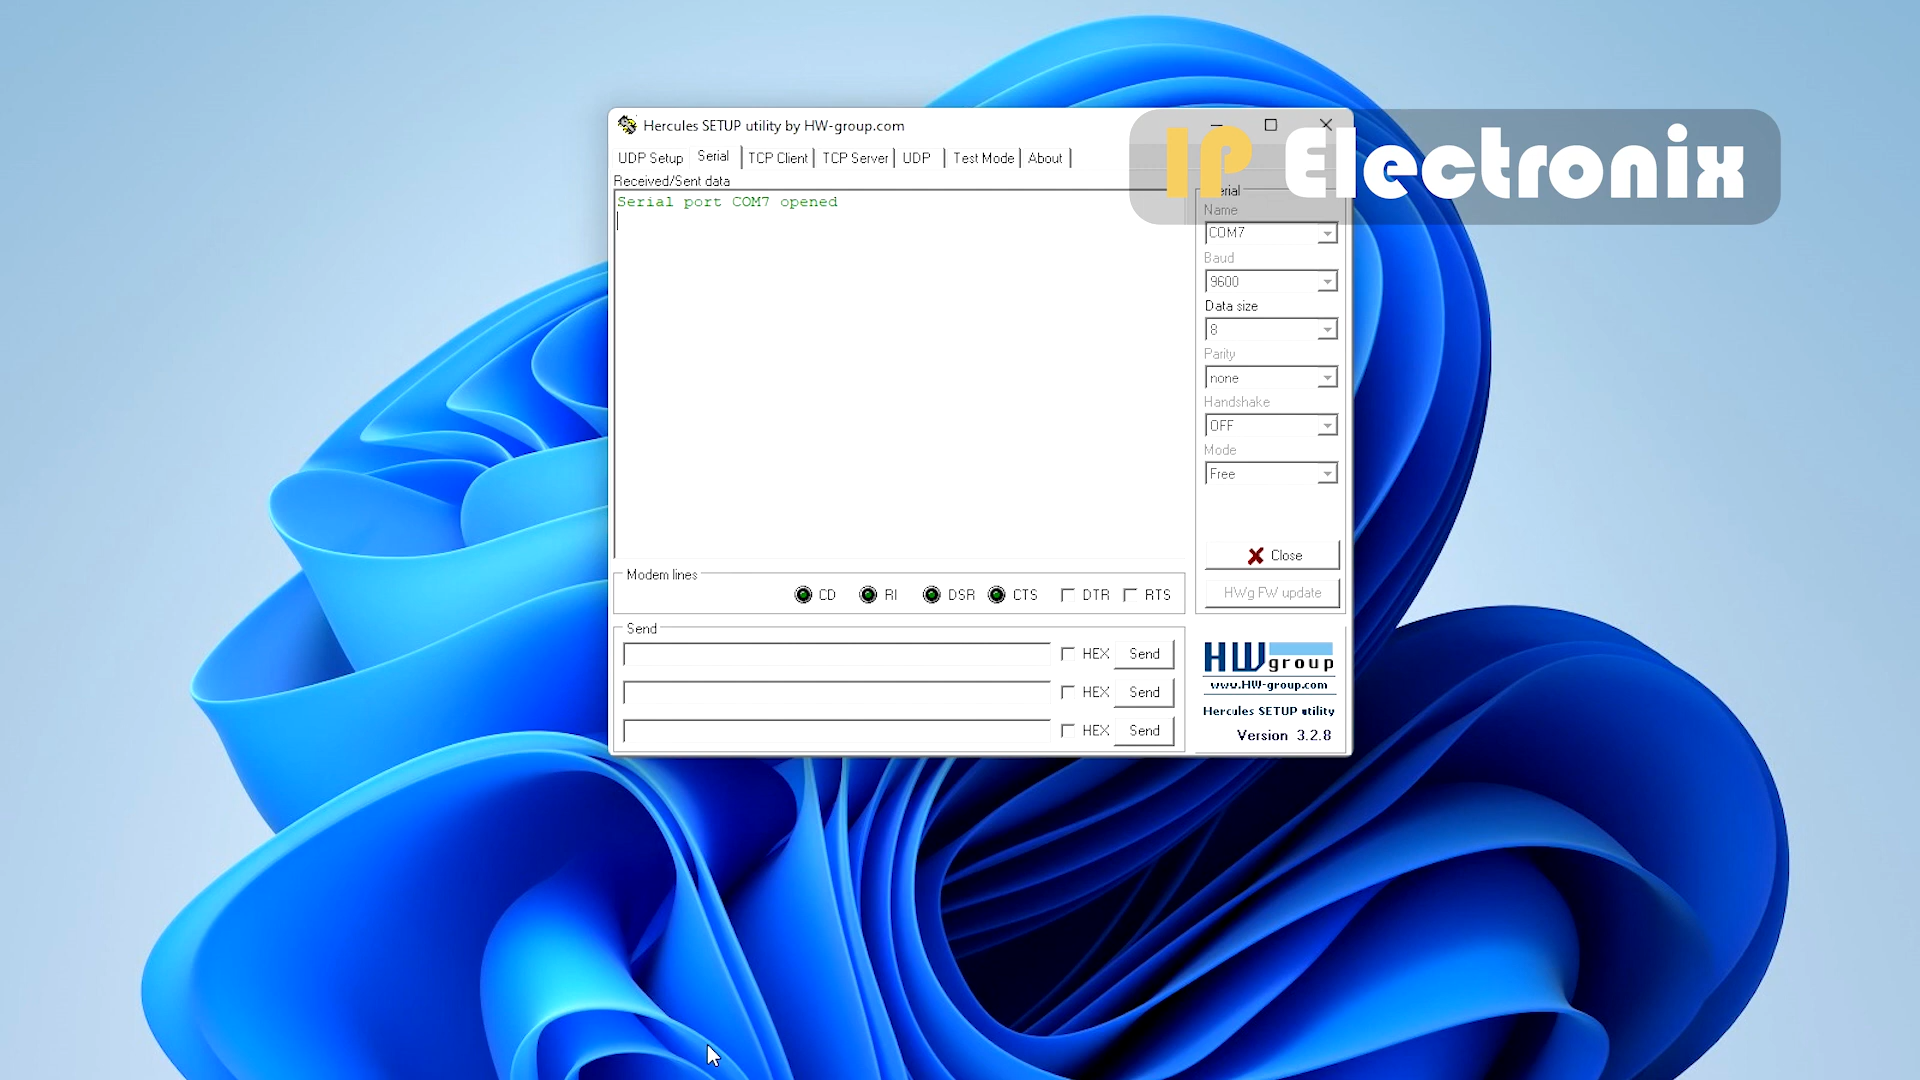 Hercules SETUP utility by HW-group.com
IP Electronix
UDP Setup Serial TCP Client TCP Server UDP Test Mode About
Received/Sent data
Serial port COM7 opened
Serial
Name
COM7
Baud
9600
Data size
8
Parity
none
Handshake
OFF
Mode
Free
Close
HWg FW update
Modem lines
CD RI DSR CTS DTR RTS
Send
HEX Send
HEX Send
HEX Send
HWgroup
www.HW-group.com
Hercules SETUP utility
Version 3.2.8